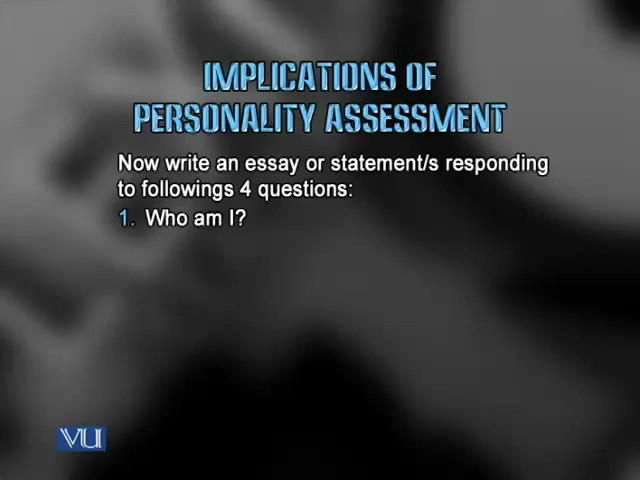 IMPLICATIONS OF
PERSONALITY ASSESSMENT
Now write an essay or statement/s responding
to followings 4 questions:
1. Who am I?
VU